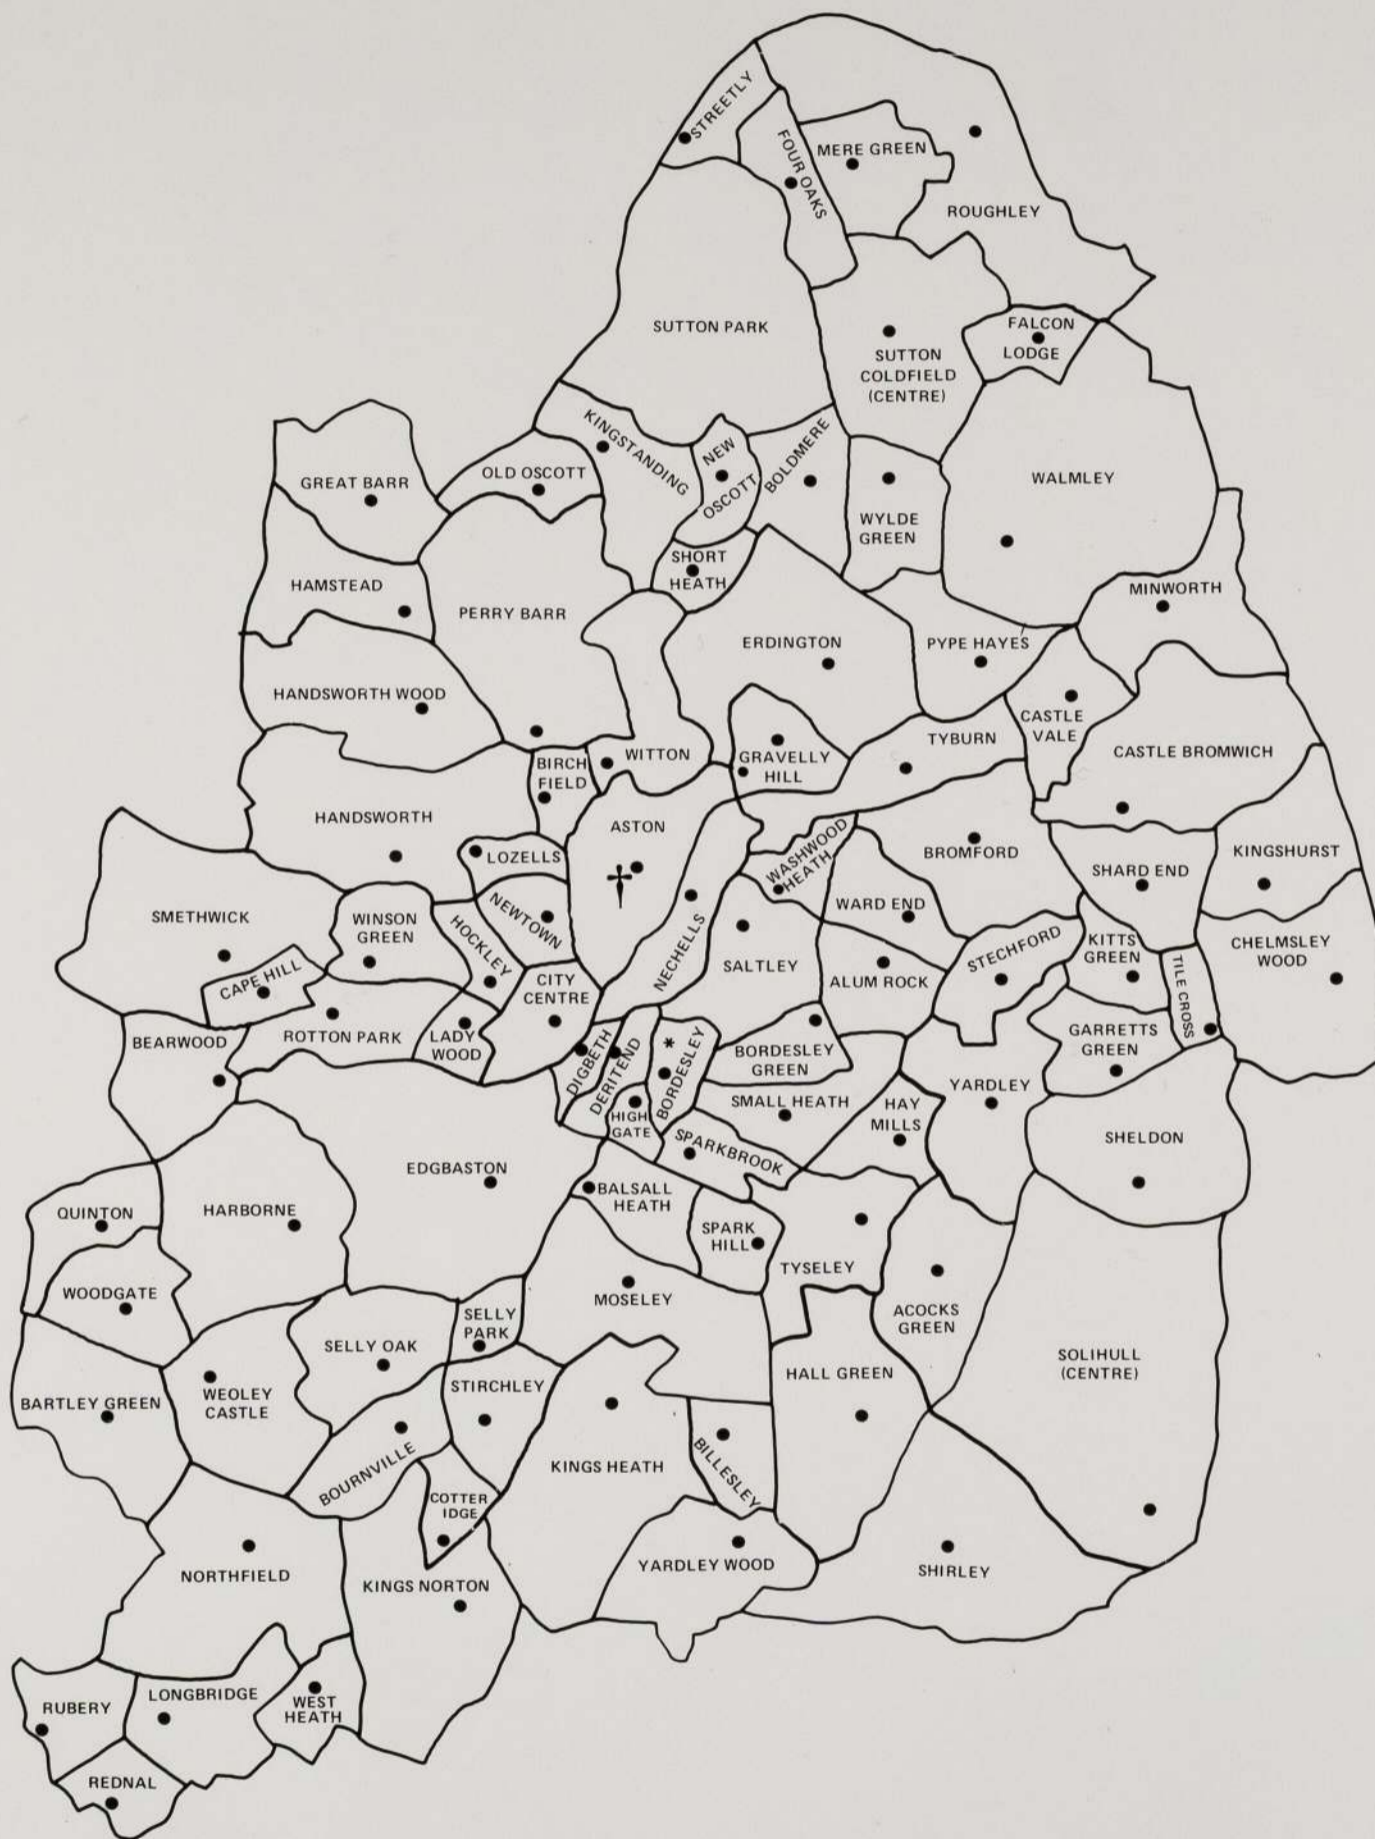 STREETLY
FOUR OAKS
MERE GREEN
ROUGHLEY
SUTTON PARK
SUTTON
COLDFIELD
(CENTRE)
FALCON
LODGE
KINGSTANDING
NEW
OSCOTT
BOLDMERE
GREAT BARR
OLD OSCOTT
WALMLEY
WYLDE
GREEN
SHORT
HEATH
HAMSTEAD
PERRY BARR
MINWORTH
ERDINGTON
PYPE HAYES
HANDSWORTH WOOD
CASTLE
VALE
TYBURN
WITTON
BIRCH
FIELD
GRAVELLY
HILL
CASTLE BROMWICH
HANDSWORTH
ASTON
†
LOZELLS
WASHWOOD
HEATH
BROMFORD
SHARD END
KINGSHURST
SMETHWICK
WINSON
GREEN
HOCKLEY
NEWTOWN
WARD END
NECHELLS
SALTLEY
ALUM ROCK
STECHFORD
KITTS
GREEN
TILE CROSS
CHELMSLEY
WOOD
CAPE HILL
CITY
CENTRE
BEARWOOD
ROTTON PARK
LADY
WOOD
DIGBETH
DERITEND
*
BORDESLEY
BORDESLEY
GREEN
GARRETTS
GREEN
YARDLEY
SMALL HEATH
HAY
MILLS
HIGH
GATE
SPARKBROOK
SHELDON
EDGBASTON
BALSALL
HEATH
QUINTON
HARBORNE
SPARK
HILL
TYSELEY
WOODGATE
MOSELEY
SELLY
PARK
ACOCKS
GREEN
SELLY OAK
SOLIHULL
(CENTRE)
HALL GREEN
BARTLEY GREEN
WEOLEY
CASTLE
STIRCHLEY
BOURNVILLE
KINGS HEATH
BILLESLEY
COTTER
IDGE
NORTHFIELD
KINGS NORTON
YARDLEY WOOD
SHIRLEY
RUBERY
LONGBRIDGE
WEST
HEATH
REDNAL